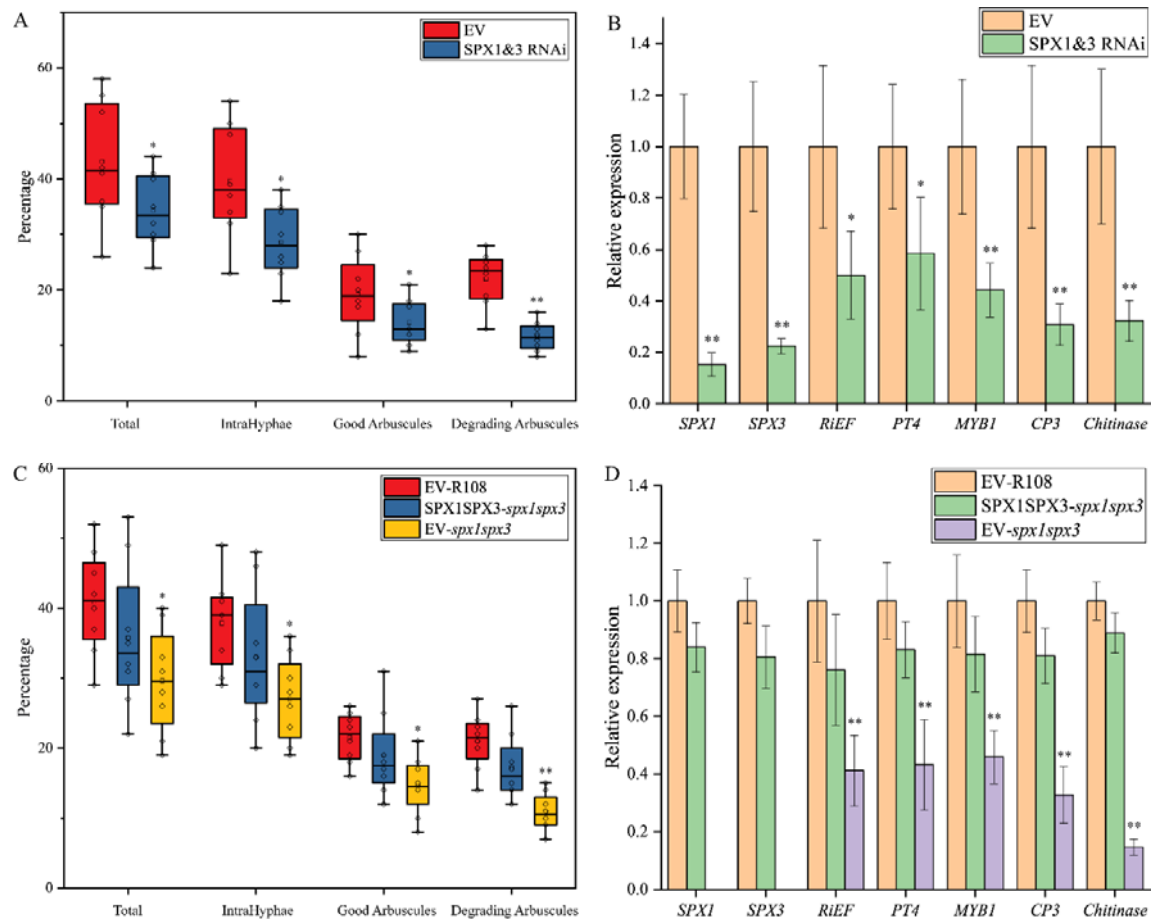 A
EV
SPX1&3 RNAi
60
40
20
0
Percentage
Total IntraHyphae Good Arbuscules Degrading Arbuscules
* * * **
B
EV
SPX1&3 RNAi
1.4
1.2
1.0
0.8
0.6
0.4
0.2
0.0
Relative expression
SPX1 SPX3 RiEF PT4 MYB1 CP3 Chitinase
** ** * * ** ** **
C
EV-R108
SPX1SPX3-spx1spx3
EV-spx1spx3
60
40
20
0
Percentage
Total IntraHyphae Good Arbuscules Degrading Arbuscules
* * * **
D
EV-R108
SPX1SPX3-spx1spx3
EV-spx1spx3
1.4
1.2
1.0
0.8
0.6
0.4
0.2
0.0
Relative expression
SPX1 SPX3 RiEF PT4 MYB1 CP3 Chitinase
** ** ** ** **